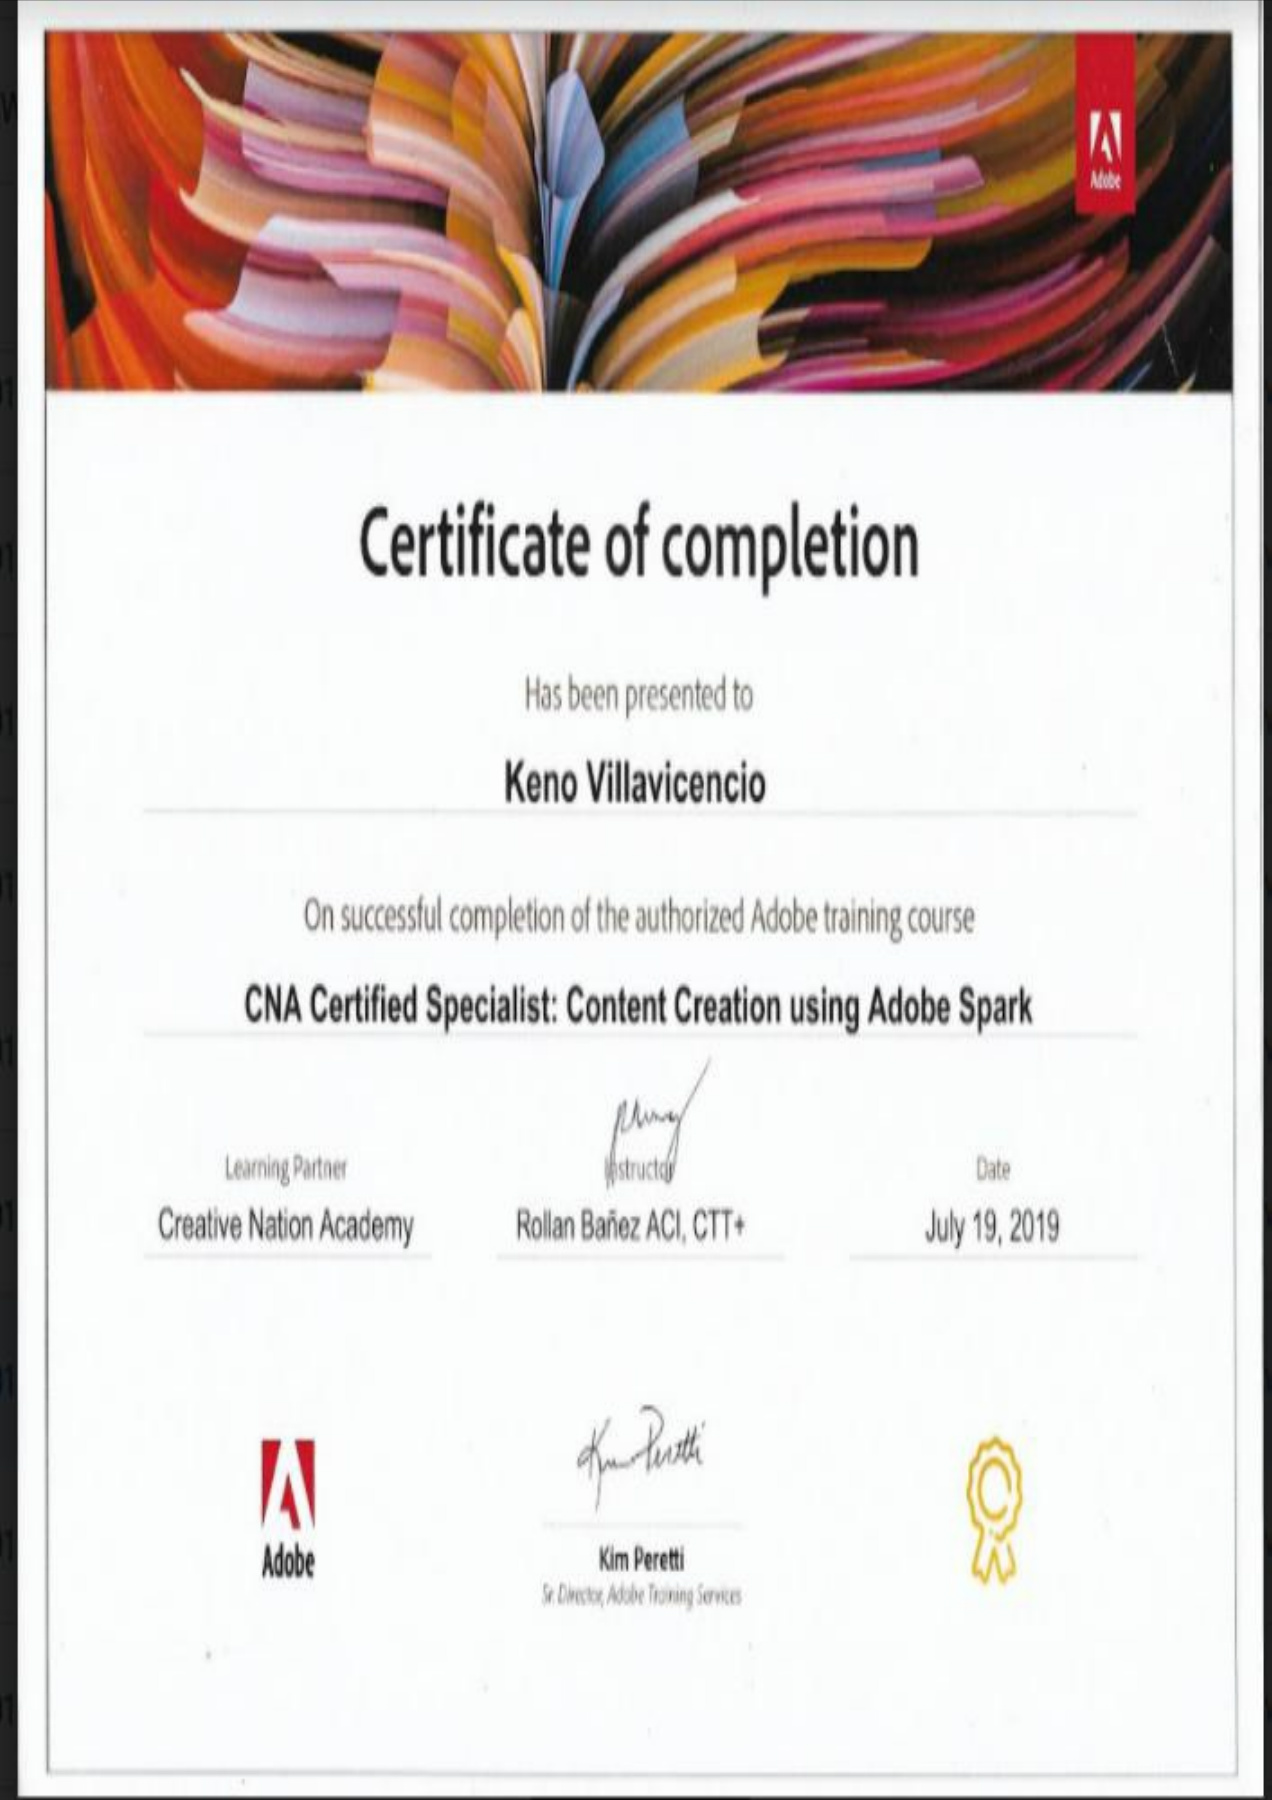 Adobe
Certificate of completion
Has been presented to
Keno Villavicencio
On successful completion of the authorized Adobe training course
CNA Certified Specialist: Content Creation using Adobe Spark
Learning Partner
Instructor
Date
Creative Nation Academy
Rollan Bañez ACI, CTT+
July 19, 2019
Kim Peretti
Adobe
Kim Peretti
Sr. Director, Adobe Training Services